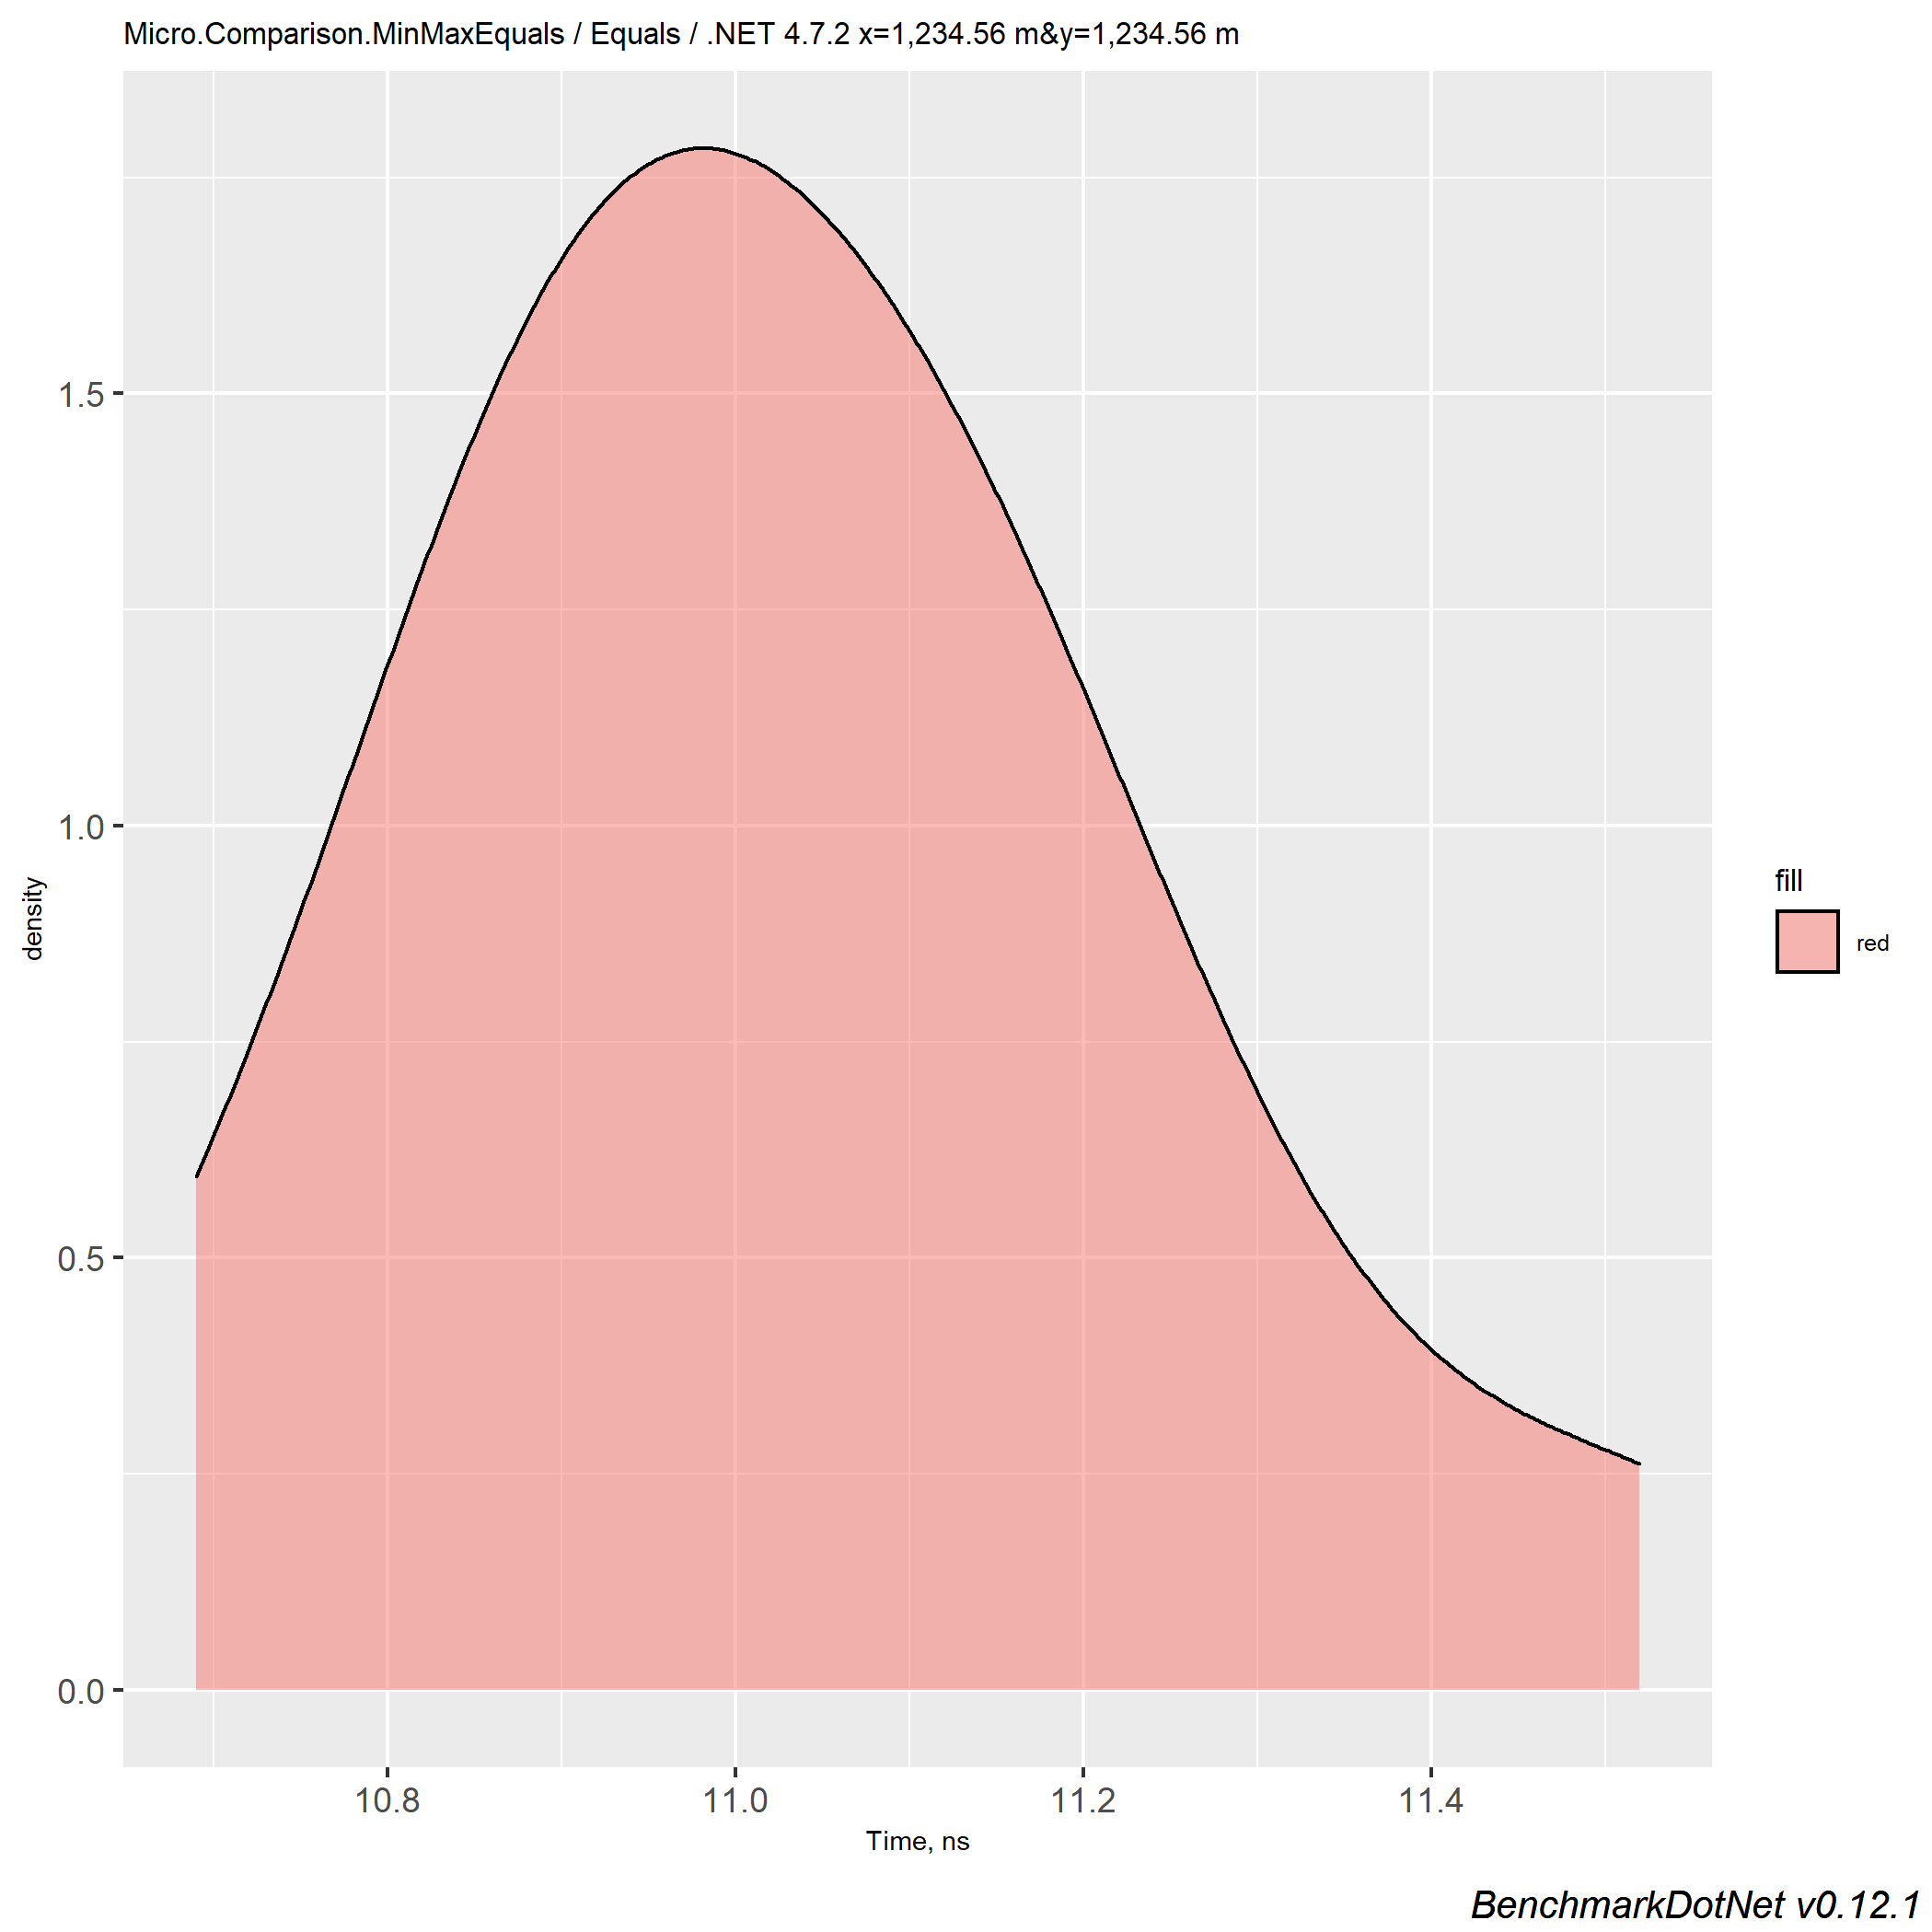 Micro.Comparison.MinMaxEquals / Equals / .NET 4.7.2 x=1,234.56 m&y=1,234.56 m
1.5
1.0
0.5
0.0
density
10.8 11.0 11.2 11.4
Time, ns
fill
red
BenchmarkDotNet v0.12.1